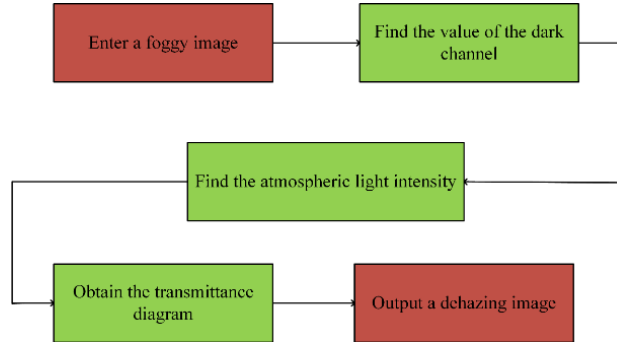 Enter a foggy image
Find the value of the dark
channel
Find the atmospheric light intensity
Obtain the transmittance
diagram
Output a dehazing image